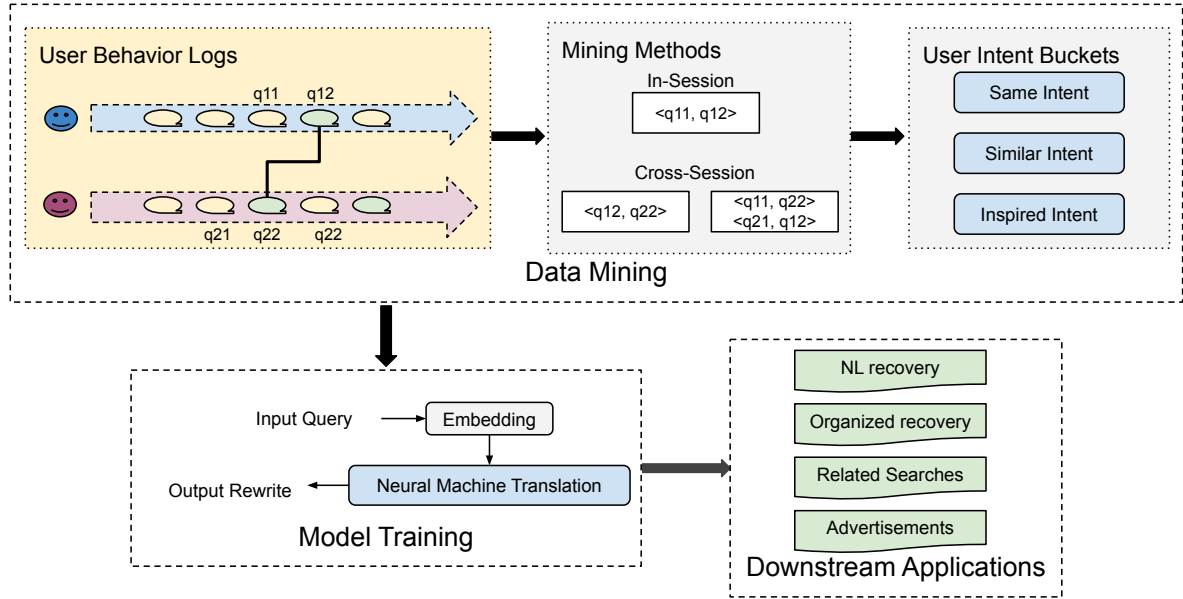 User Behavior Logs
q11 q12
q21 q22 q22
Mining Methods
In-Session
<q11, q12>
Cross-Session
<q12, q22>
<q11, q22>
<q21, q12>
User Intent Buckets
Same Intent
Similar Intent
Inspired Intent
Data Mining
Input Query
Embedding
Neural Machine Translation
Output Rewrite
Model Training
NL recovery
Organized recovery
Related Searches
Advertisements
Downstream Applications